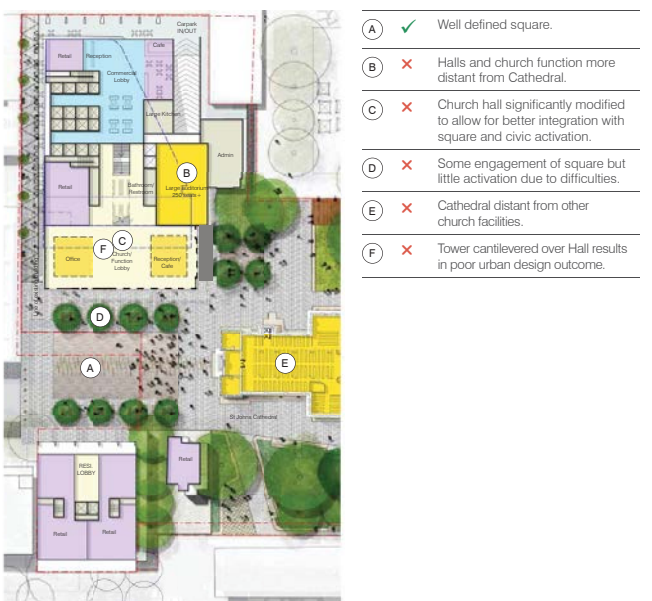 Carpark
IN/OUT
Retail
Reception
Cafe
Commercial
Lobby
Large Kitchen
Admin
B
Retail
Bathroom/
Restroom
Large Auditorium
250 seats +
F
C
Office
Church/
Function
Lobby
Reception/
Cafe
D
A
E
St Johns Cathedral
RESI.
LOBBY
Retail
Retail
Retail
A ✓ Well defined square.
B × Halls and church function more
distant from Cathedral.
C × Church hall significantly modified
to allow for better integration with
square and civic activation.
D × Some engagement of square but
little activation due to difficulties.
E × Cathedral distant from other
church facilities.
F × Tower cantilevered over Hall results
in poor urban design outcome.